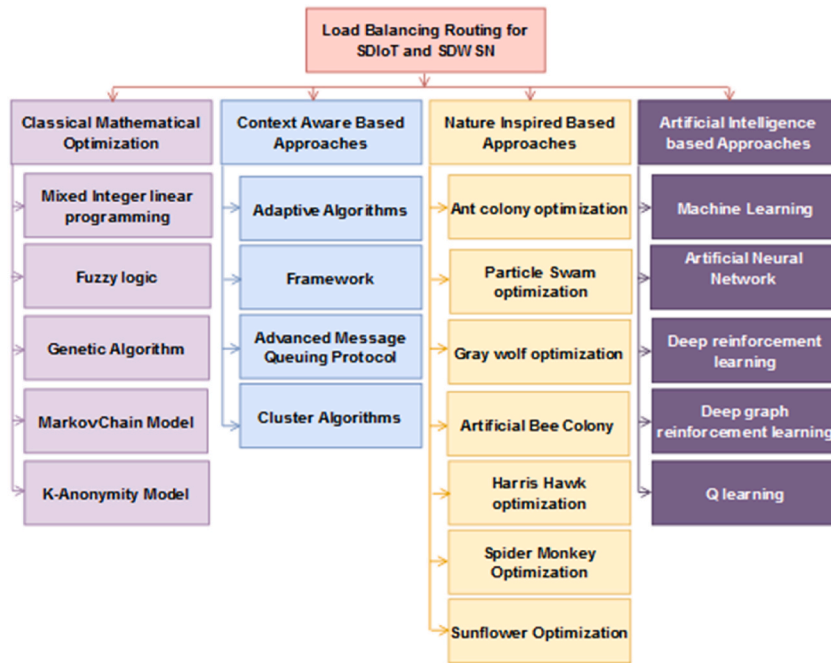 Load Balancing Routing for
SDIoT and SDWSN
Classical Mathematical
Optimization
Mixed Integer linear
programming
Fuzzy logic
Genetic Algorithm
MarkovChain Model
K-Anonymity Model
Context Aware Based
Approaches
Adaptive Algorithms
Framework
Advanced Message
Queuing Protocol
Cluster Algorithms
Nature Inspired Based
Approaches
Ant colony optimization
Particle Swam
optimization
Gray wolf optimization
Artificial Bee Colony
Harris Hawk
optimization
Spider Monkey
Optimization
Sunflower Optimization
Artificial Intelligence
based Approaches
Machine Learning
Artificial Neural
Network
Deep reinforcement
learning
Deep graph
reinforcement learning
Q learning